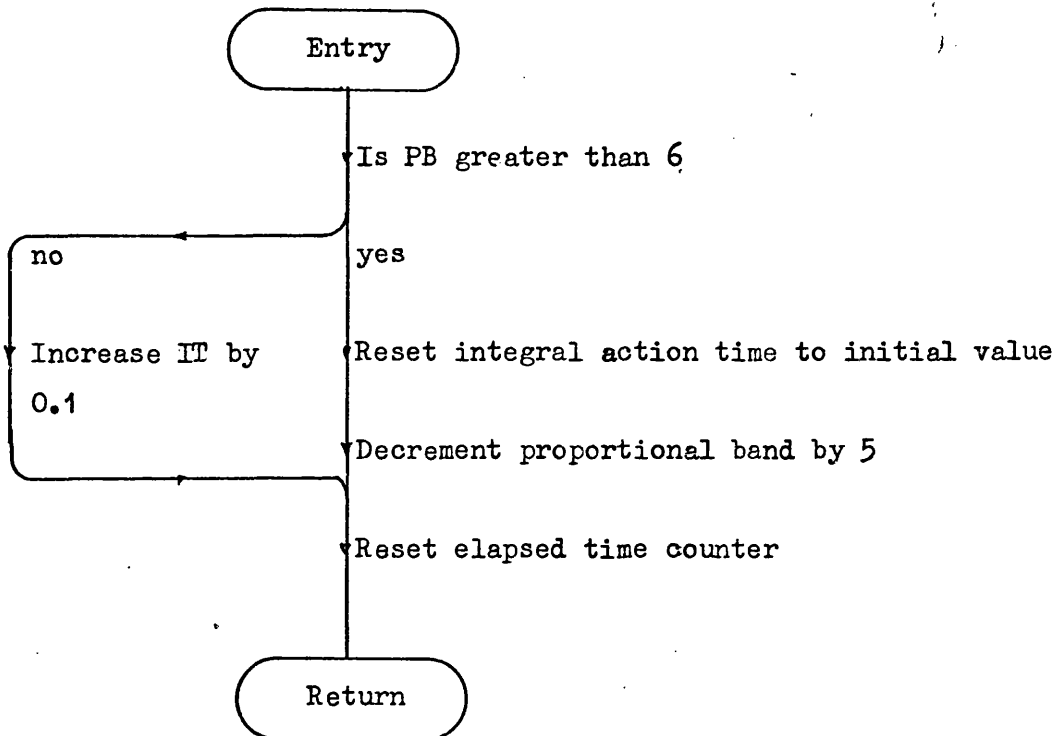 Entry
Is PB greater than 6
no
yes
Increase IT by
0.1
Reset integral action time to initial value
Decrement proportional band by 5
Reset elapsed time counter
Return